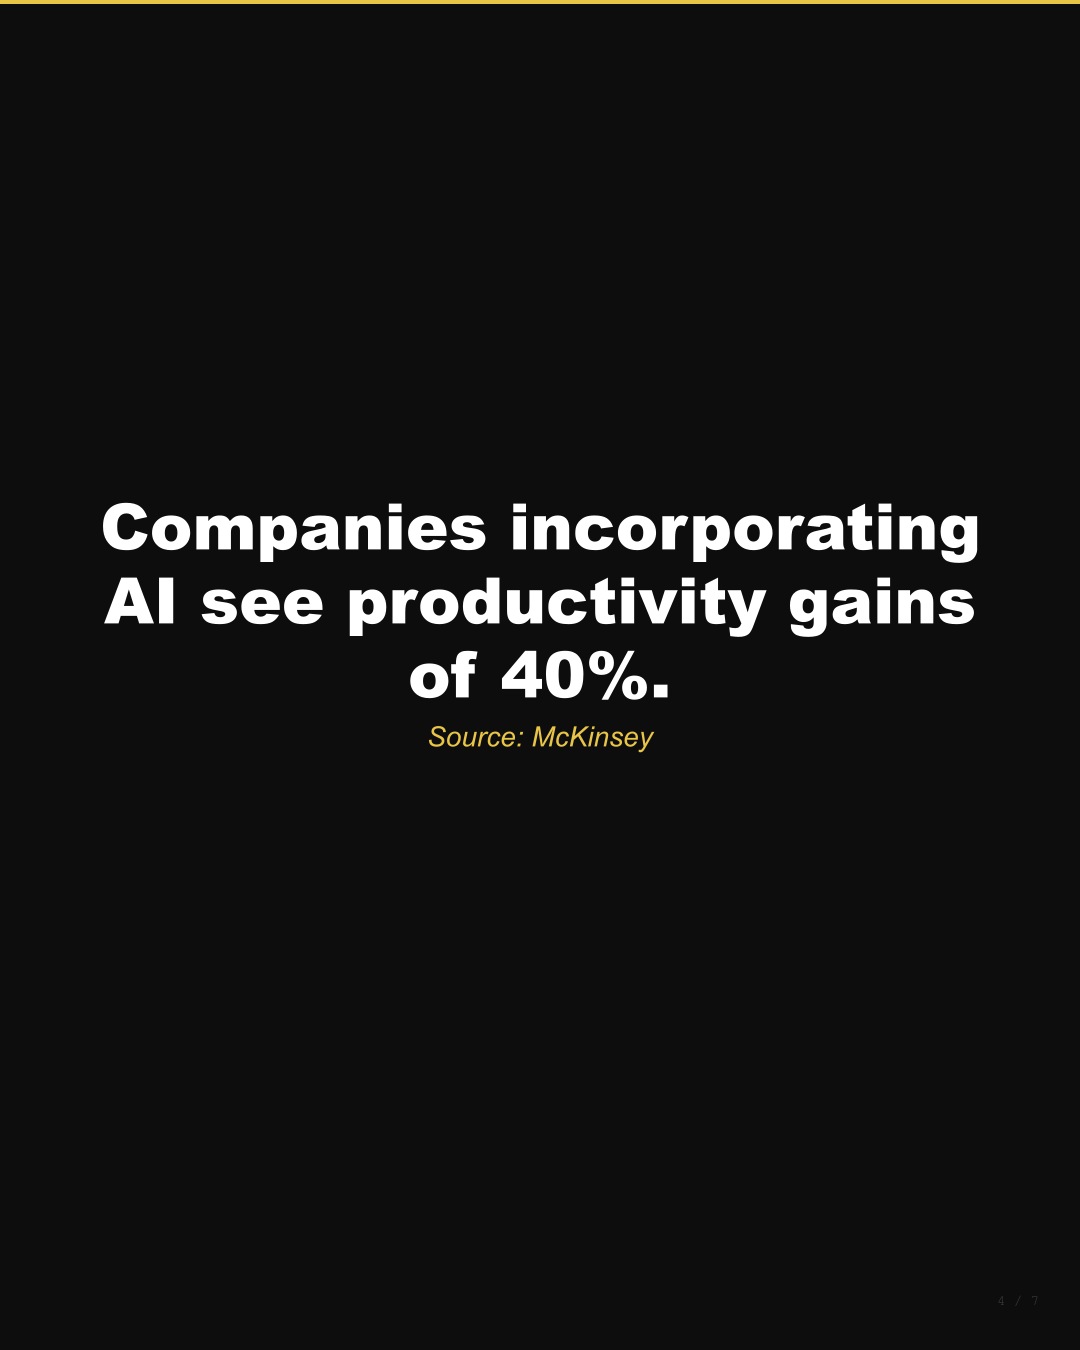 Companies incorporating
AI see productivity gains
of 40%.
Source: McKinsey
4 / 7